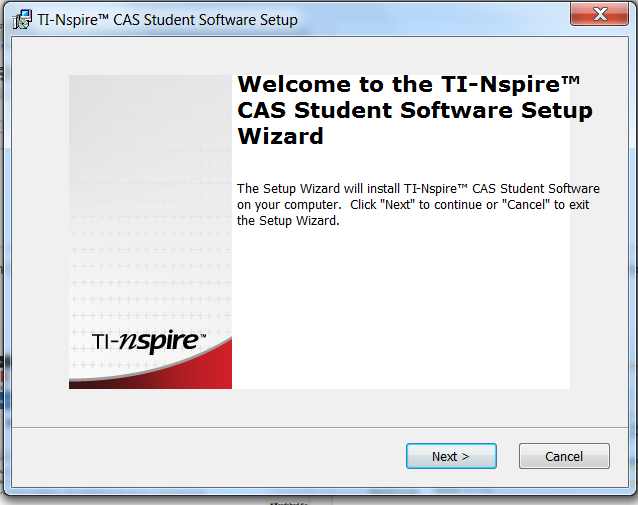 TI-Nspire™ CAS Student Software Setup
Welcome to the TI-Nspire™
CAS Student Software Setup
Wizard
The Setup Wizard will install TI-Nspire™ CAS Student Software
on your computer.  Click "Next" to continue or "Cancel" to exit
the Setup Wizard.
TI-nspire™
Next >
Cancel